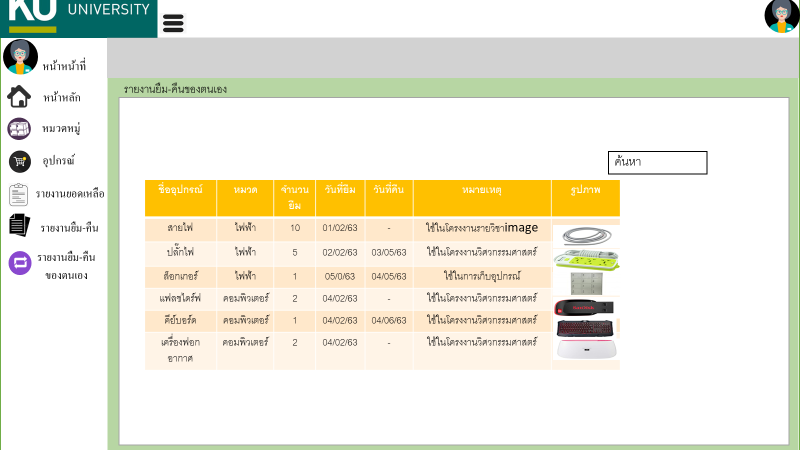 KU UNIVERSITY
หน้าหน้าที่
หน้าหลัก
หมวดหมู่
อุปกรณ์
รายงานยอดเหลือ
รายงานยืม-คืน
รายงานยืม-คืน
ของตนเอง
รายงานยืม-คืนของตนเอง
ค้นหา
ชื่ออุปกรณ์ หมวด จำนวน วันที่ยืม วันที่คืน หมายเหตุ รูปภาพ
ยืม
สายไฟ ไฟฟ้า 10 01/02/63 - ใช้ในโครงงานรายวิชาimage
ปลั๊กไฟ ไฟฟ้า 5 02/02/63 03/05/63 ใช้ในโครงงานวิศวกรรมศาสตร์
ล็อกเกอร์ ไฟฟ้า 1 05/0/63 04/05/63 ใช้ในการเก็บอุปกรณ์
แฟลชไดร์ฟ คอมพิวเตอร์ 2 04/02/63 - ใช้ในโครงงานวิศวกรรมศาสตร์
คีย์บอร์ด คอมพิวเตอร์ 1 04/02/63 04/06/63 ใช้ในโครงงานวิศวกรรมศาสตร์
เครื่องฟอก คอมพิวเตอร์ 2 04/02/63 - ใช้ในโครงงานวิศวกรรมศาสตร์
อากาศ